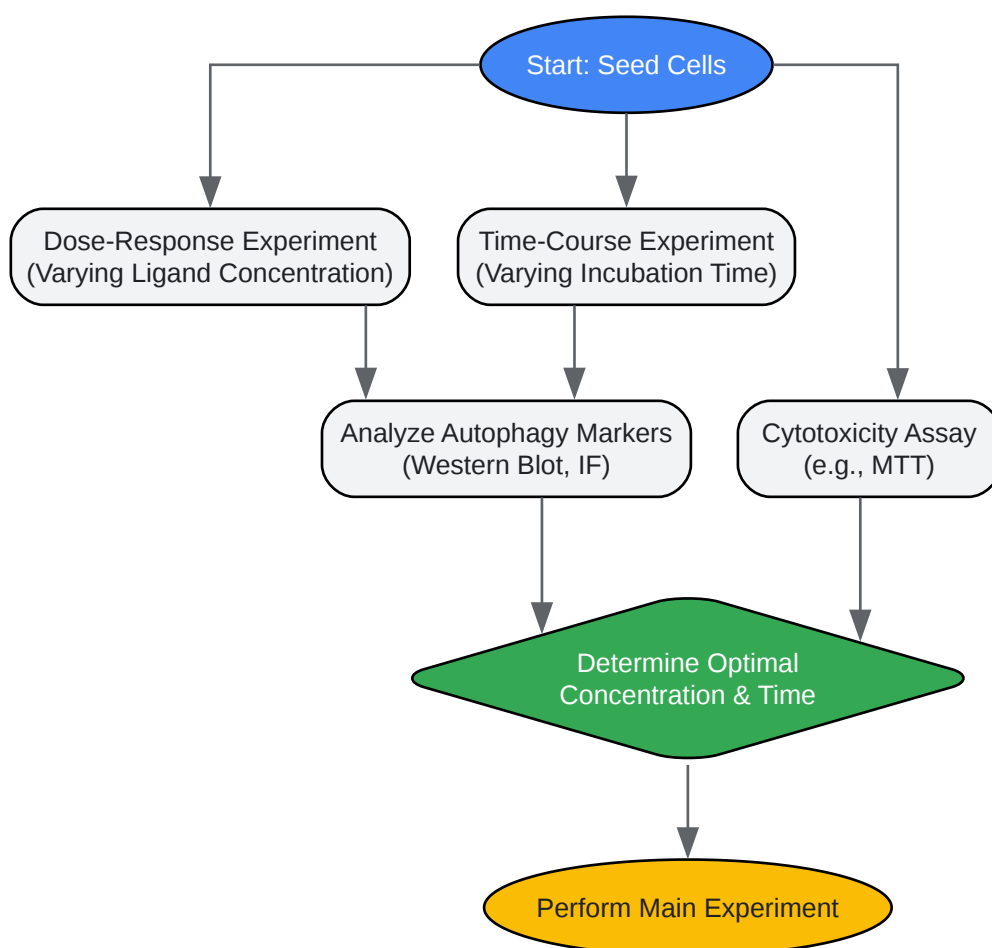 Start: Seed Cells
Dose-Response Experiment
(Varying Ligand Concentration)
Time-Course Experiment
(Varying Incubation Time)
Analyze Autophagy Markers
(Western Blot, IF)
Cytotoxicity Assay
(e.g., MTT)
Determine Optimal
Concentration & Time
Perform Main Experiment